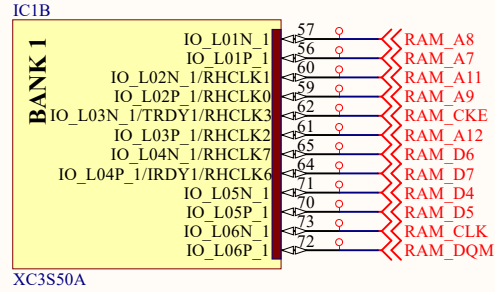 IC1B
BANK 1
IO_L01N_1 57 RAM_A8
IO_L01P_1 56 RAM_A7
IO_L02N_1/RHCLK1 60 RAM_A11
IO_L02P_1/RHCLK0 59 RAM_A9
IO_L03N_1/TRDY1/RHCLK3 62 RAM_CKE
IO_L03P_1/RHCLK2 61 RAM_A12
IO_L04N_1/RHCLK7 65 RAM_D6
IO_L04P_1/IRDY1/RHCLK6 64 RAM_D7
IO_L05N_1 71 RAM_D4
IO_L05P_1 70 RAM_D5
IO_L06N_1 73 RAM_CLK
IO_L06P_1 72 RAM_DQM
XC3S50A